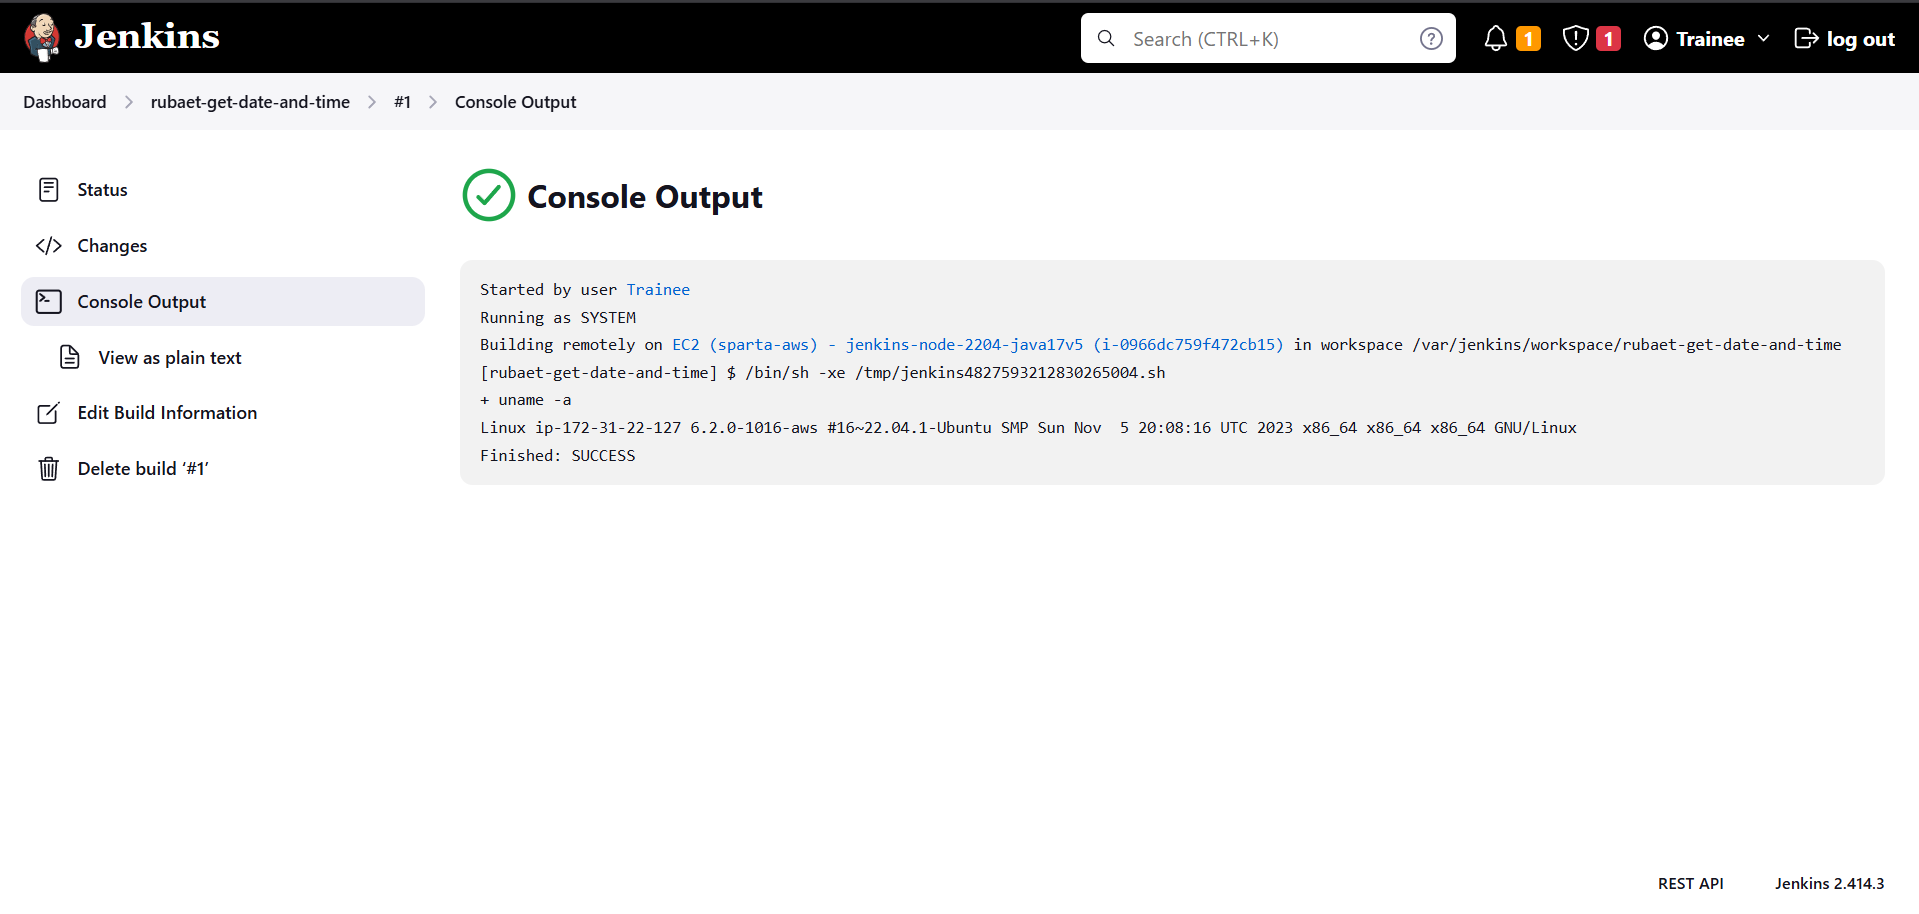 Jenkins
Search (CTRL+K)
1
1
Trainee
log out
Dashboard
rubaet-get-date-and-time
#1
Console Output
Status
Changes
Console Output
View as plain text
Edit Build Information
Delete build ‘#1’
Console Output
Started by user Trainee
Running as SYSTEM
Building remotely on EC2 (sparta-aws) - jenkins-node-2204-java17v5 (i-0966dc759f472cb15) in workspace /var/jenkins/workspace/rubaet-get-date-and-time
[rubaet-get-date-and-time] $ /bin/sh -xe /tmp/jenkins4827593212830265004.sh
+ uname -a
Linux ip-172-31-22-127 6.2.0-1016-aws #16~22.04.1-Ubuntu SMP Sun Nov  5 20:08:16 UTC 2023 x86_64 x86_64 x86_64 GNU/Linux
Finished: SUCCESS
REST API
Jenkins 2.414.3